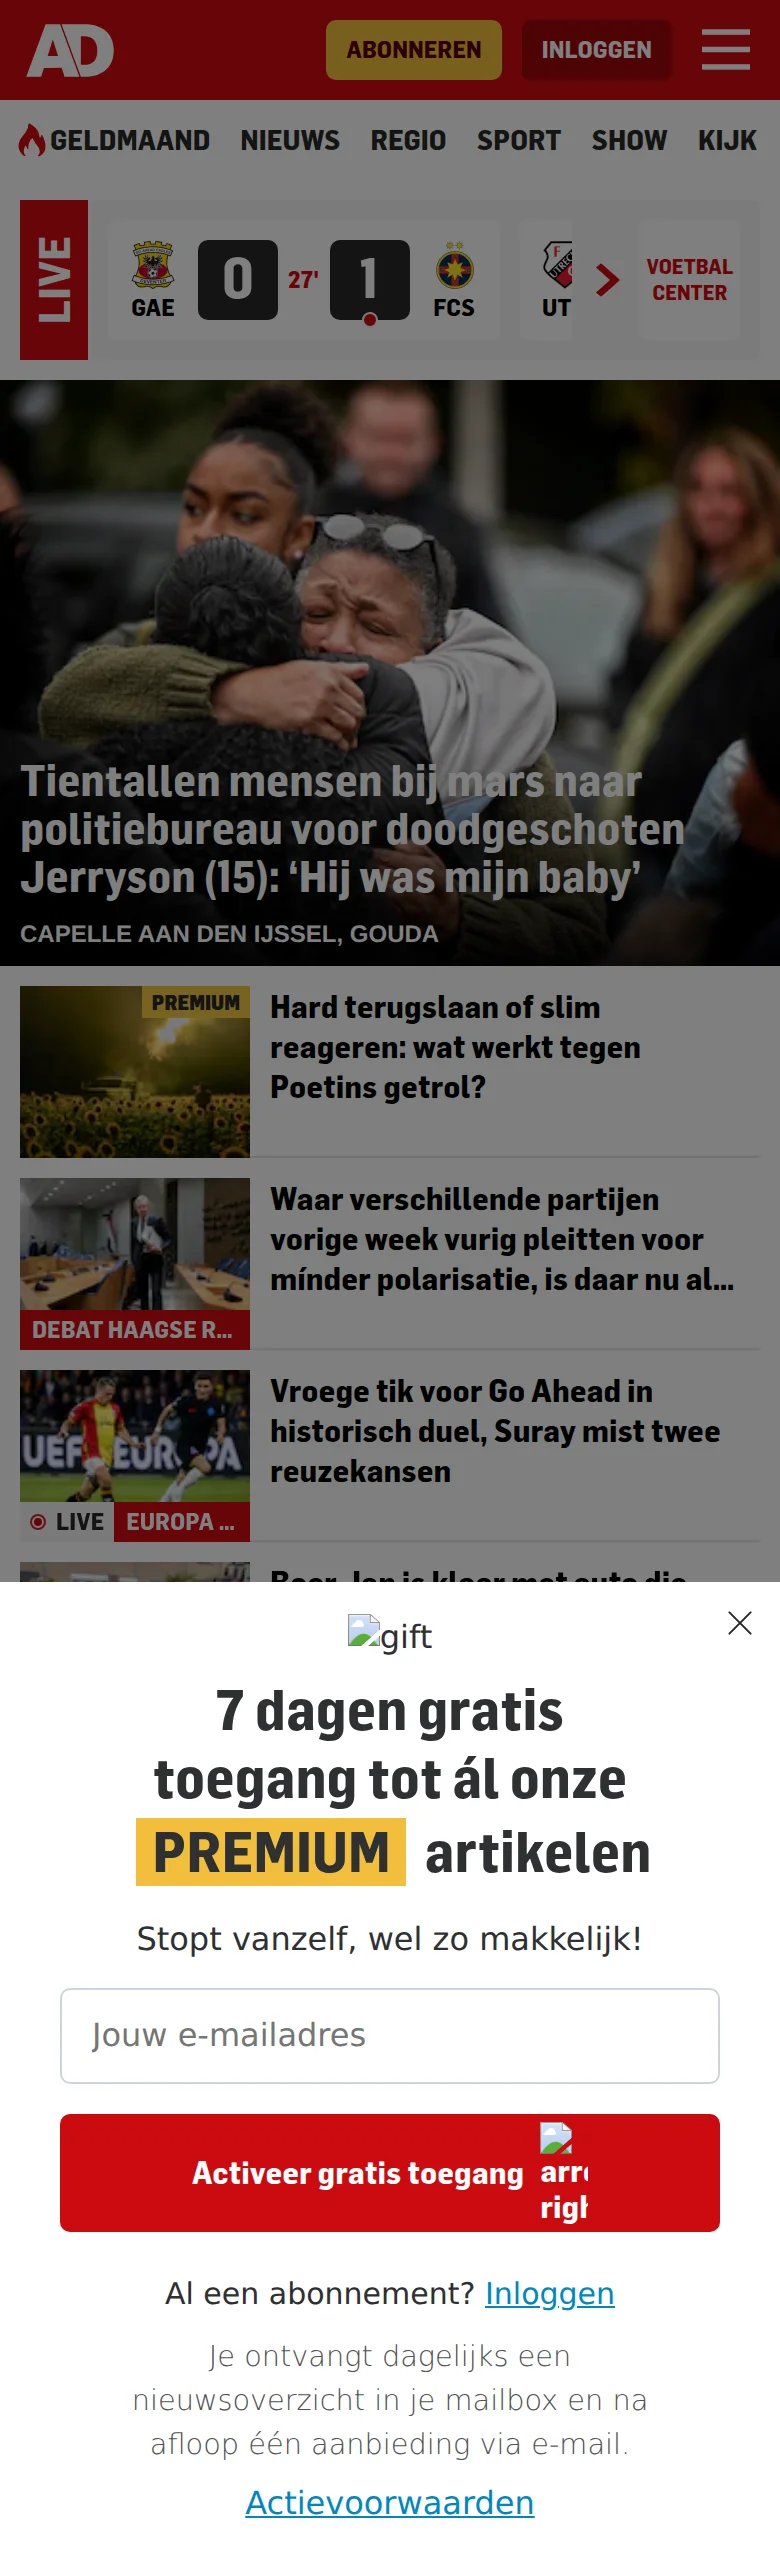 AD
ABONNEREN
INLOGGEN
GELDMAAND NIEUWS REGIO SPORT SHOW KIJK
LIVE
GAE
0
27'
1
FCS
UTRECHT
UT
VOETBAL
CENTER
Tientallen mensen bij mars naar
politiebureau voor doodgeschoten
Jerryson (15): ‘Hij was mijn baby’
CAPELLE AAN DEN IJSSEL, GOUDA
PREMIUM
Hard terugslaan of slim
reageren: wat werkt tegen
Poetins getrol?
Waar verschillende partijen
vorige week vurig pleitten voor
mínder polarisatie, is daar nu al...
DEBAT HAAGSE R...
Vroege tik voor Go Ahead in
historisch duel, Suray mist twee
reuzekansen
LIVE
EUROPA ...
gift
7 dagen gratis
toegang tot ál onze
PREMIUM artikelen
Stopt vanzelf, wel zo makkelijk!
Jouw e-mailadres
Activeer gratis toegang
arro
righ
Al een abonnement? Inloggen
Je ontvangt dagelijks een
nieuwsoverzicht in je mailbox en na
afloop één aanbieding via e-mail.
Actievoorwaarden